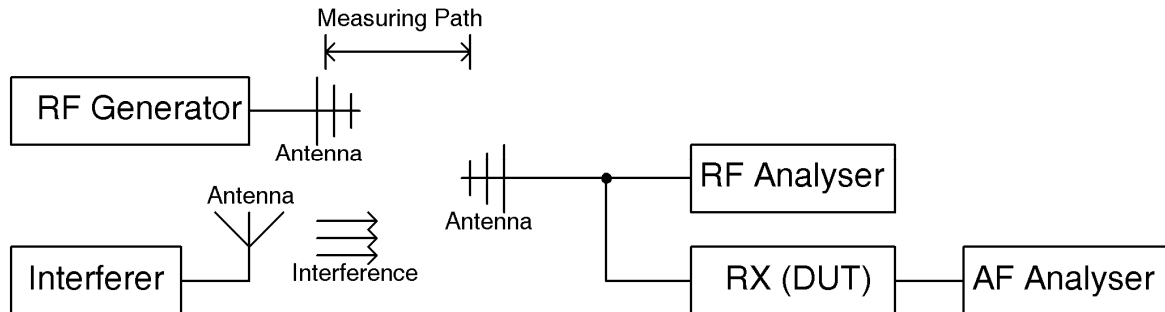 Measuring Path
RF Generator
Antenna
RF Analyser
Antenna
Antenna
Interference
Interferer
RX (DUT)
AF Analyser